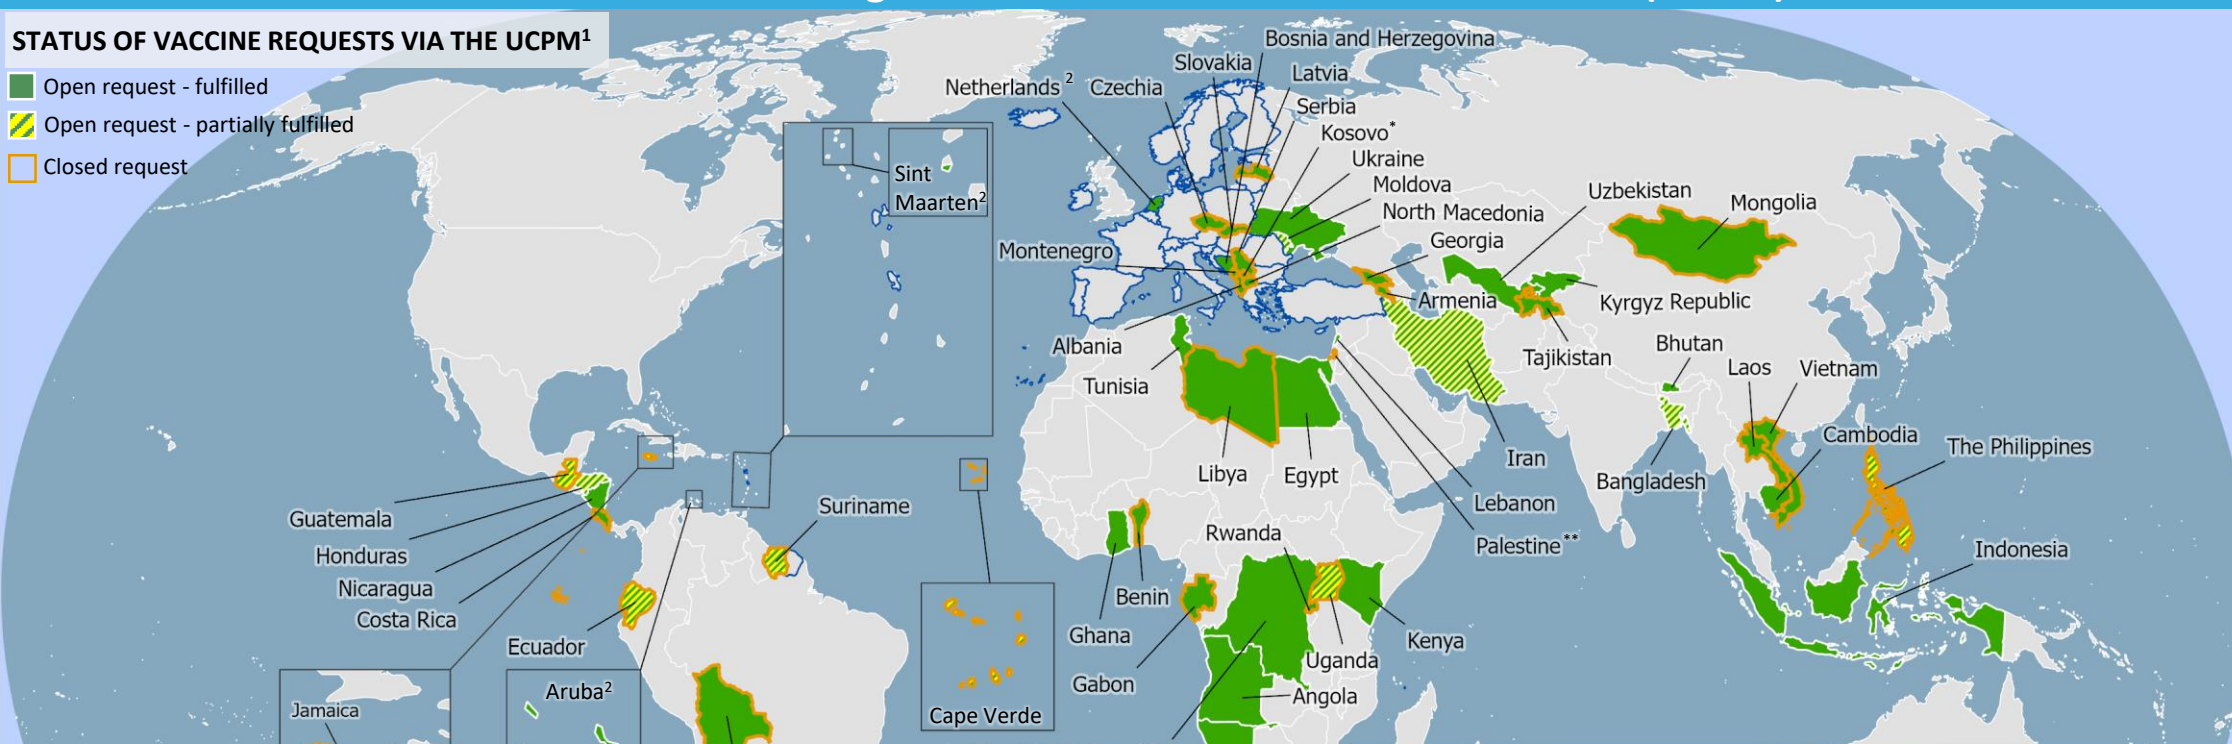 STATUS OF VACCINE REQUESTS VIA THE UCPM1
Open request - fulfilled
Open request - partially fulfilled
Closed request
Bosnia and Herzegovina
Slovakia
Latvia
Netherlands 2
Czechia
Serbia
Kosovo*
Ukraine
Moldova
North Macedonia
Georgia
Montenegro
Armenia
Albania
Tunisia
Sint
Maarten2
Uzbekistan
Mongolia
Kyrgyz Republic
Tajikistan
Bhutan
Laos
Vietnam
Cambodia
The Philippines
Iran
Bangladesh
Libya
Egypt
Lebanon
Palestine**
Indonesia
Guatemala
Honduras
Nicaragua
Costa Rica
Suriname
Ecuador
Rwanda
Benin
Ghana
Gabon
Kenya
Uganda
Angola
Jamaica
Aruba2
Cape Verde